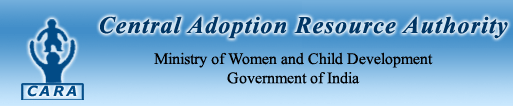 Central Adoption Resource Authority
Ministry of Women and Child Development
Government of India
CARA